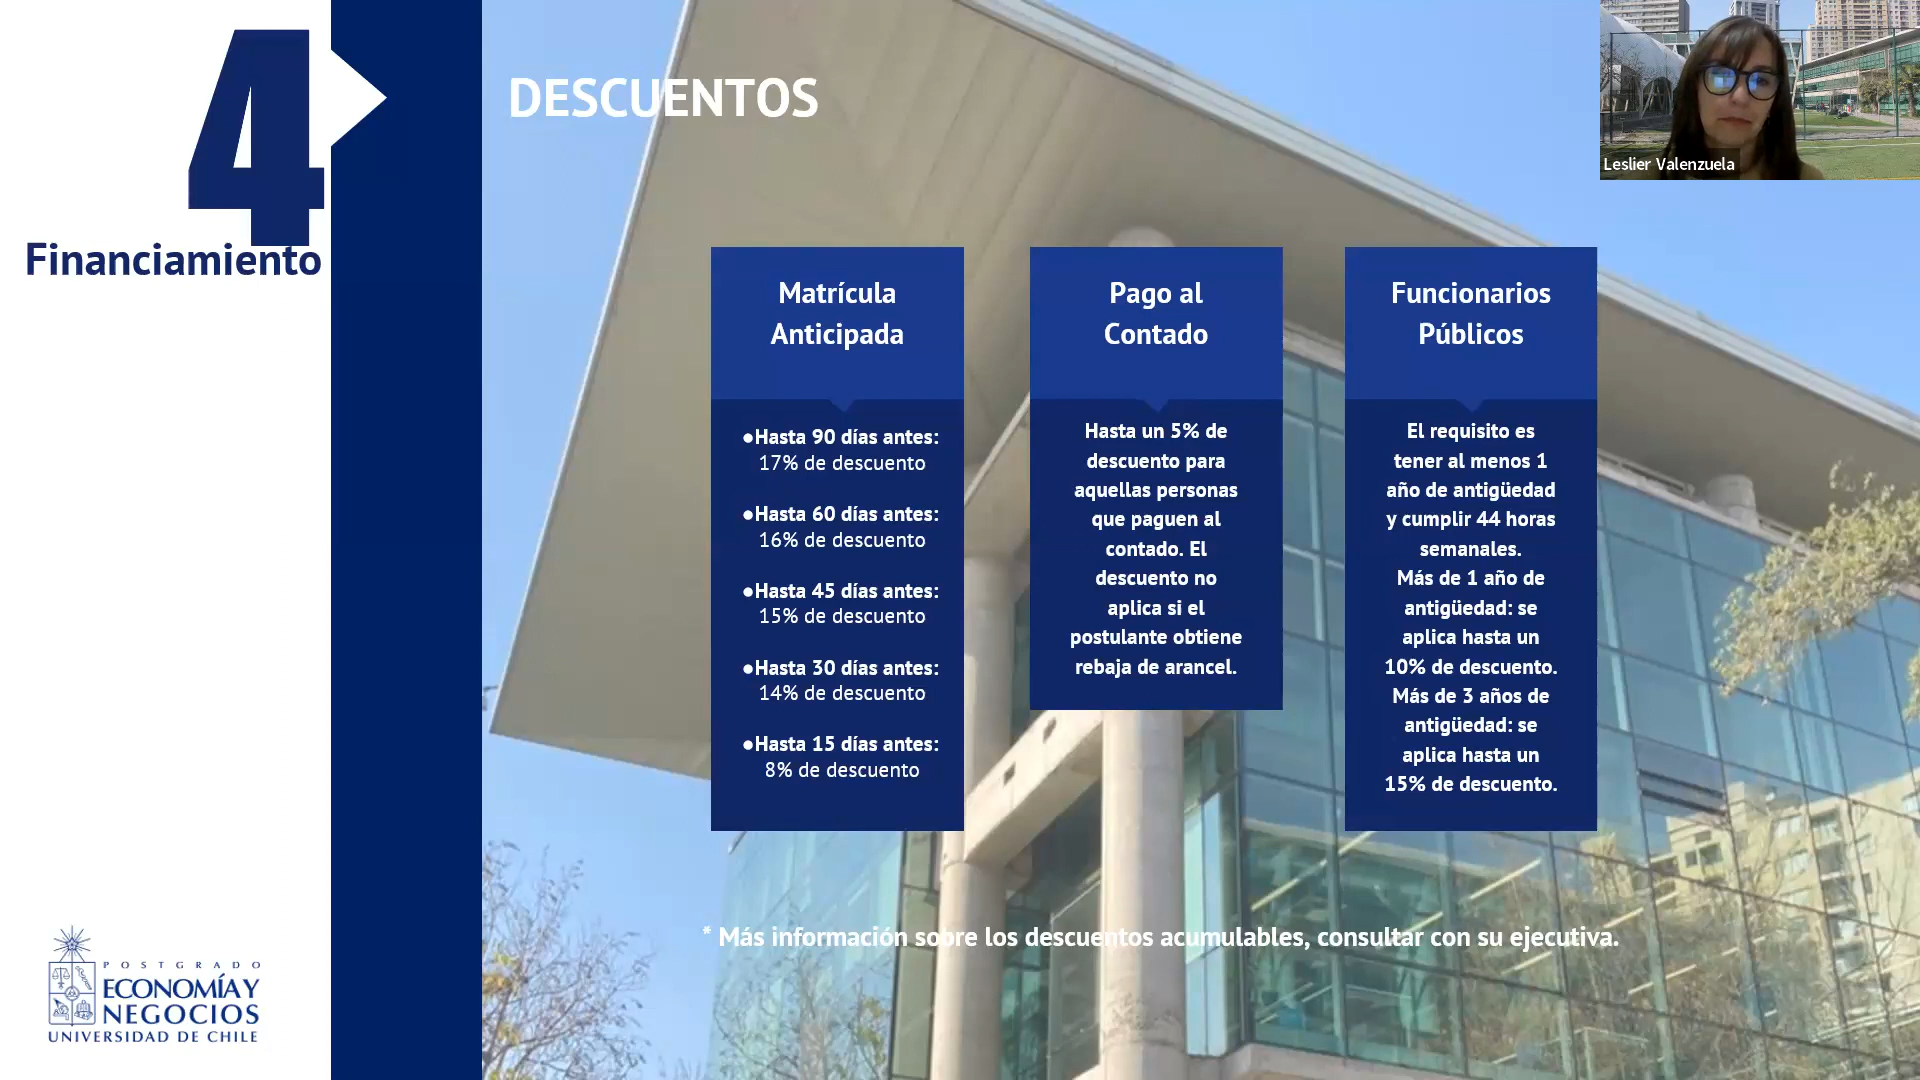 4
Financiamiento
DESCUENTOS
Leslier Valenzuela
Matrícula
Anticipada
●Hasta 90 días antes:
17% de descuento
●Hasta 60 días antes:
16% de descuento
●Hasta 45 días antes:
15% de descuento
●Hasta 30 días antes:
14% de descuento
●Hasta 15 días antes:
8% de descuento
Pago al
Contado
Hasta un 5% de
descuento para
aquellas personas
que paguen al
contado. El
descuento no
aplica si el
postulante obtiene
rebaja de arancel.
Funcionarios
Públicos
El requisito es
tener al menos 1
año de antigüedad
y cumplir 44 horas
semanales.
Más de 1 año de
antigüedad: se
aplica hasta un
10% de descuento.
Más de 3 años de
antigüedad: se
aplica hasta un
15% de descuento.
* Más información sobre los descuentos acumulables, consultar con su ejecutiva.
POSTGRADO
ECONOMÍA Y
NEGOCIOS
UNIVERSIDAD DE CHILE